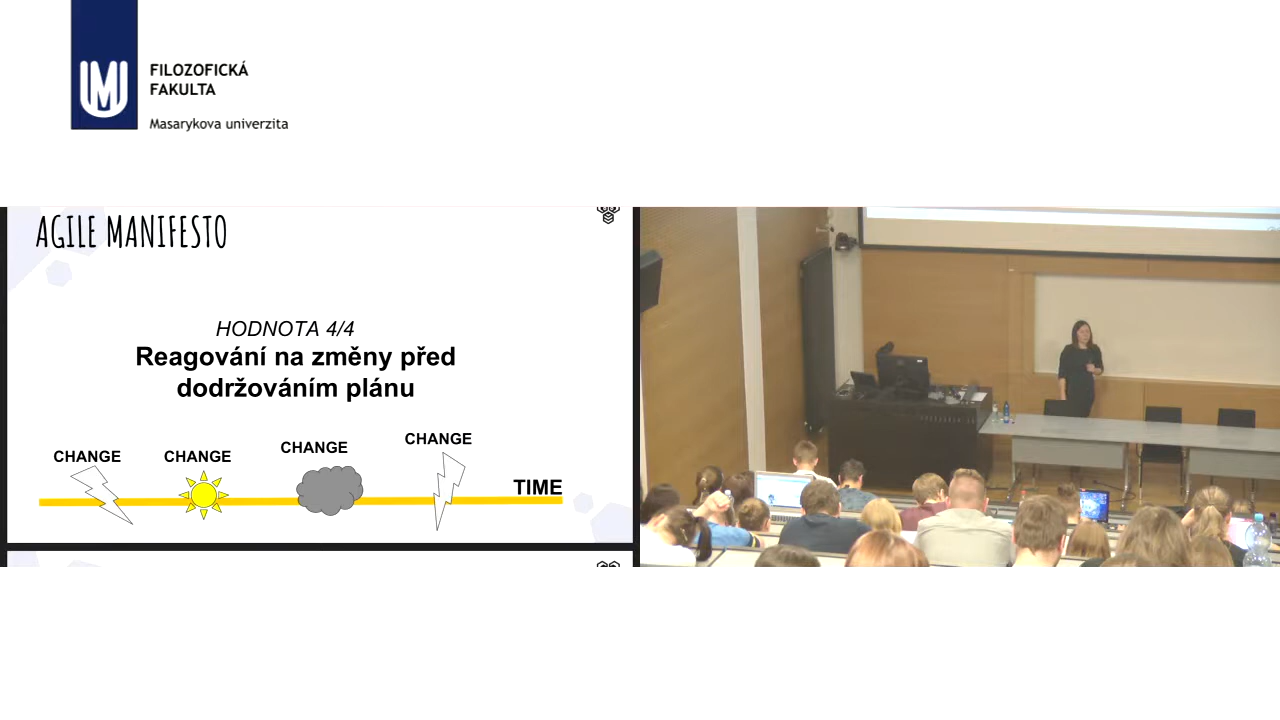 FILOZOFICKÁ
FAKULTA
Masarykova univerzita
AGILE MANIFESTO
HODNOTA 4/4
Reagování na změny před
dodržováním plánu
CHANGE
CHANGE
CHANGE
CHANGE
TIME